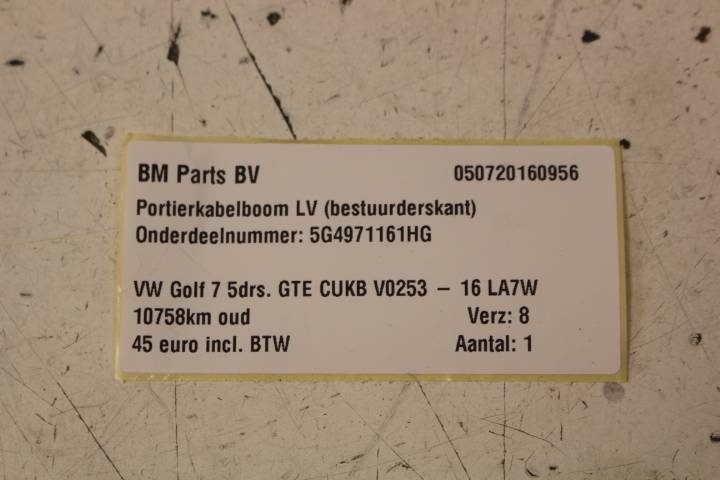 BM Parts BV 050720160956
Portierkabelboom LV (bestuurderskant)
Onderdeelnummer: 5G4971161HG
VW Golf 7 5drs. GTE CUKB V0253 – 16 LA7W
10758km oud Verz: 8
45 euro incl. BTW Aantal: 1